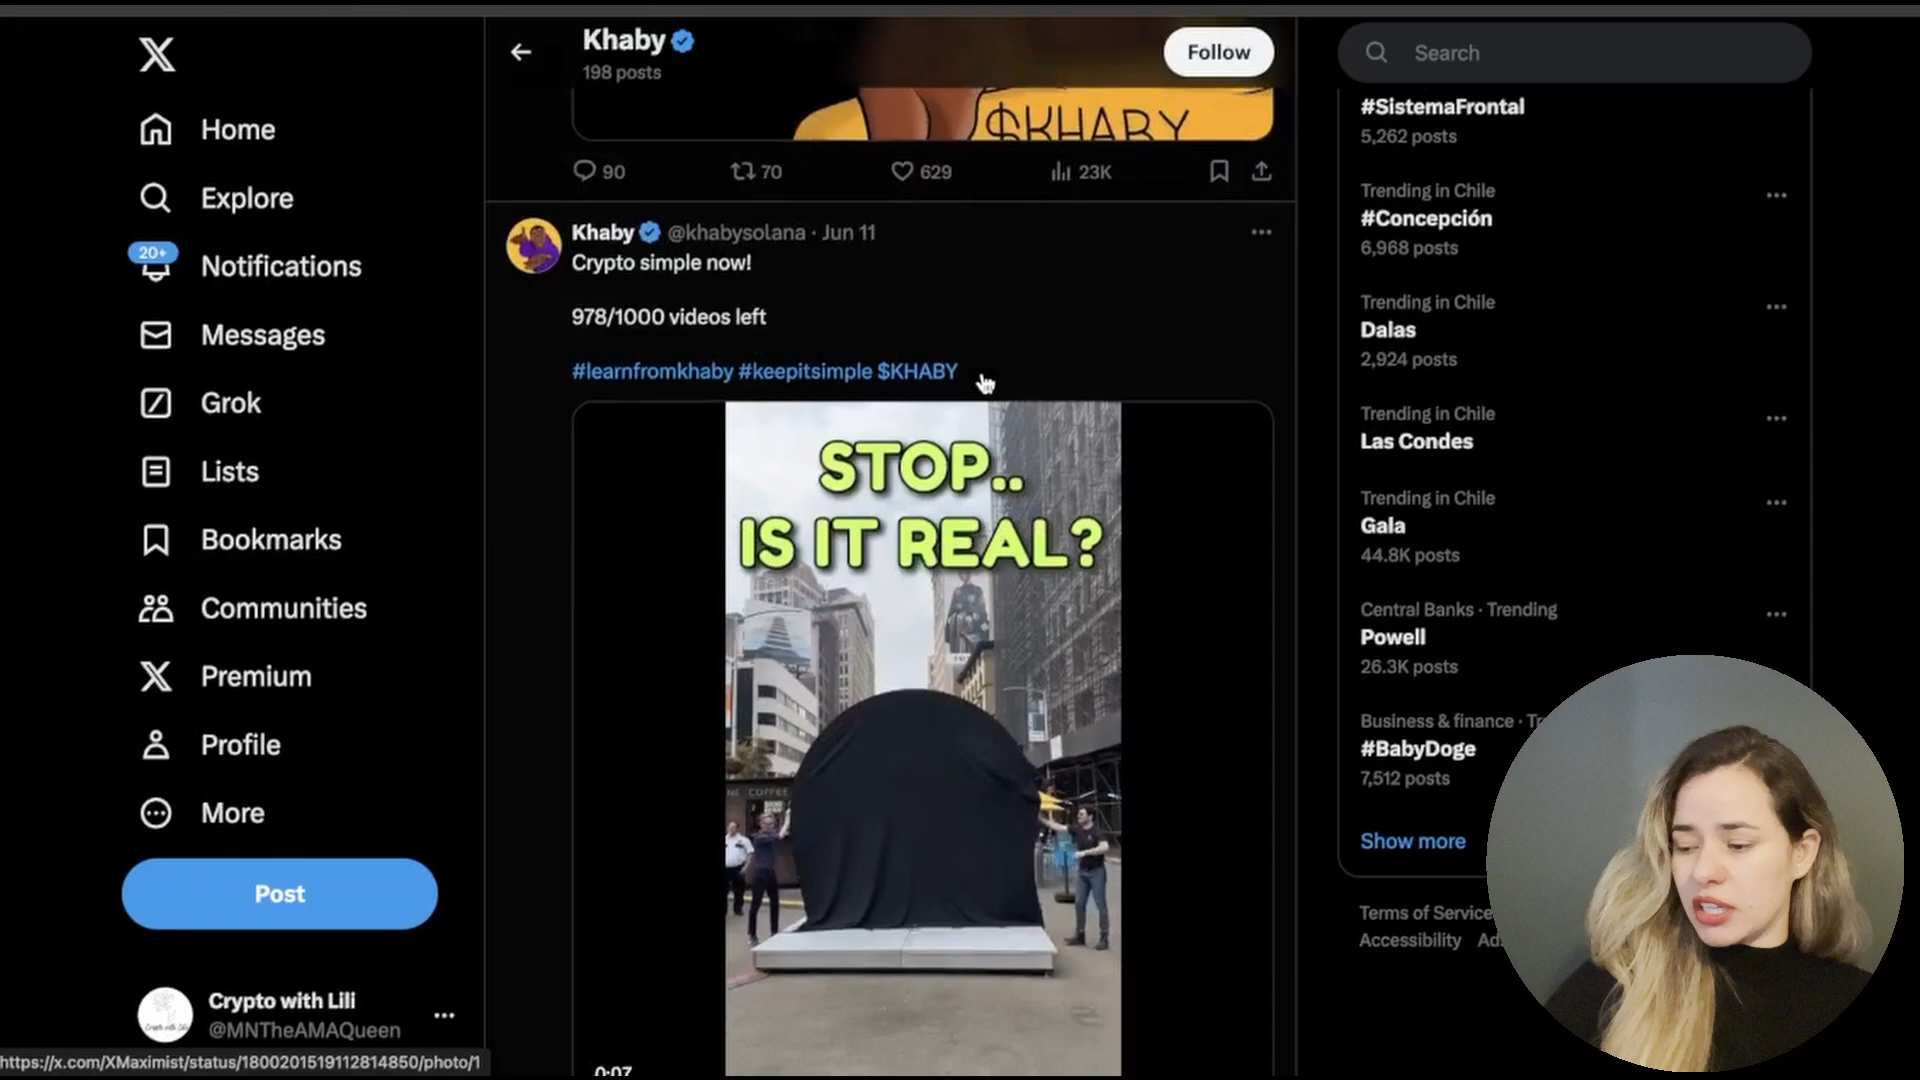 Khaby
198 posts
Follow
Search
$KHABY
90
70
629
23K
Home
Explore
20+
Notifications
Messages
Grok
Lists
Bookmarks
Communities
Premium
Profile
More
Post
Crypto with Lili
@MNTheAMAQueen
https://x.com/XMaximist/status/1800201519112814850/photo/1
Khaby @khabysolana · Jun 11
Crypto simple now!
978/1000 videos left
#learnfromkhaby #keepitsimple $KHABY
STOP..
IS IT REAL?
COFFEE
0:07
#SistemaFrontal
5,262 posts
Trending in Chile
#Concepción
6,968 posts
Trending in Chile
Dalas
2,924 posts
Trending in Chile
Las Condes
Trending in Chile
Gala
44.8K posts
Central Banks · Trending
Powell
26.3K posts
Business & finance · Tr
#BabyDoge
7,512 posts
Show more
Terms of Service
Accessibility Ad